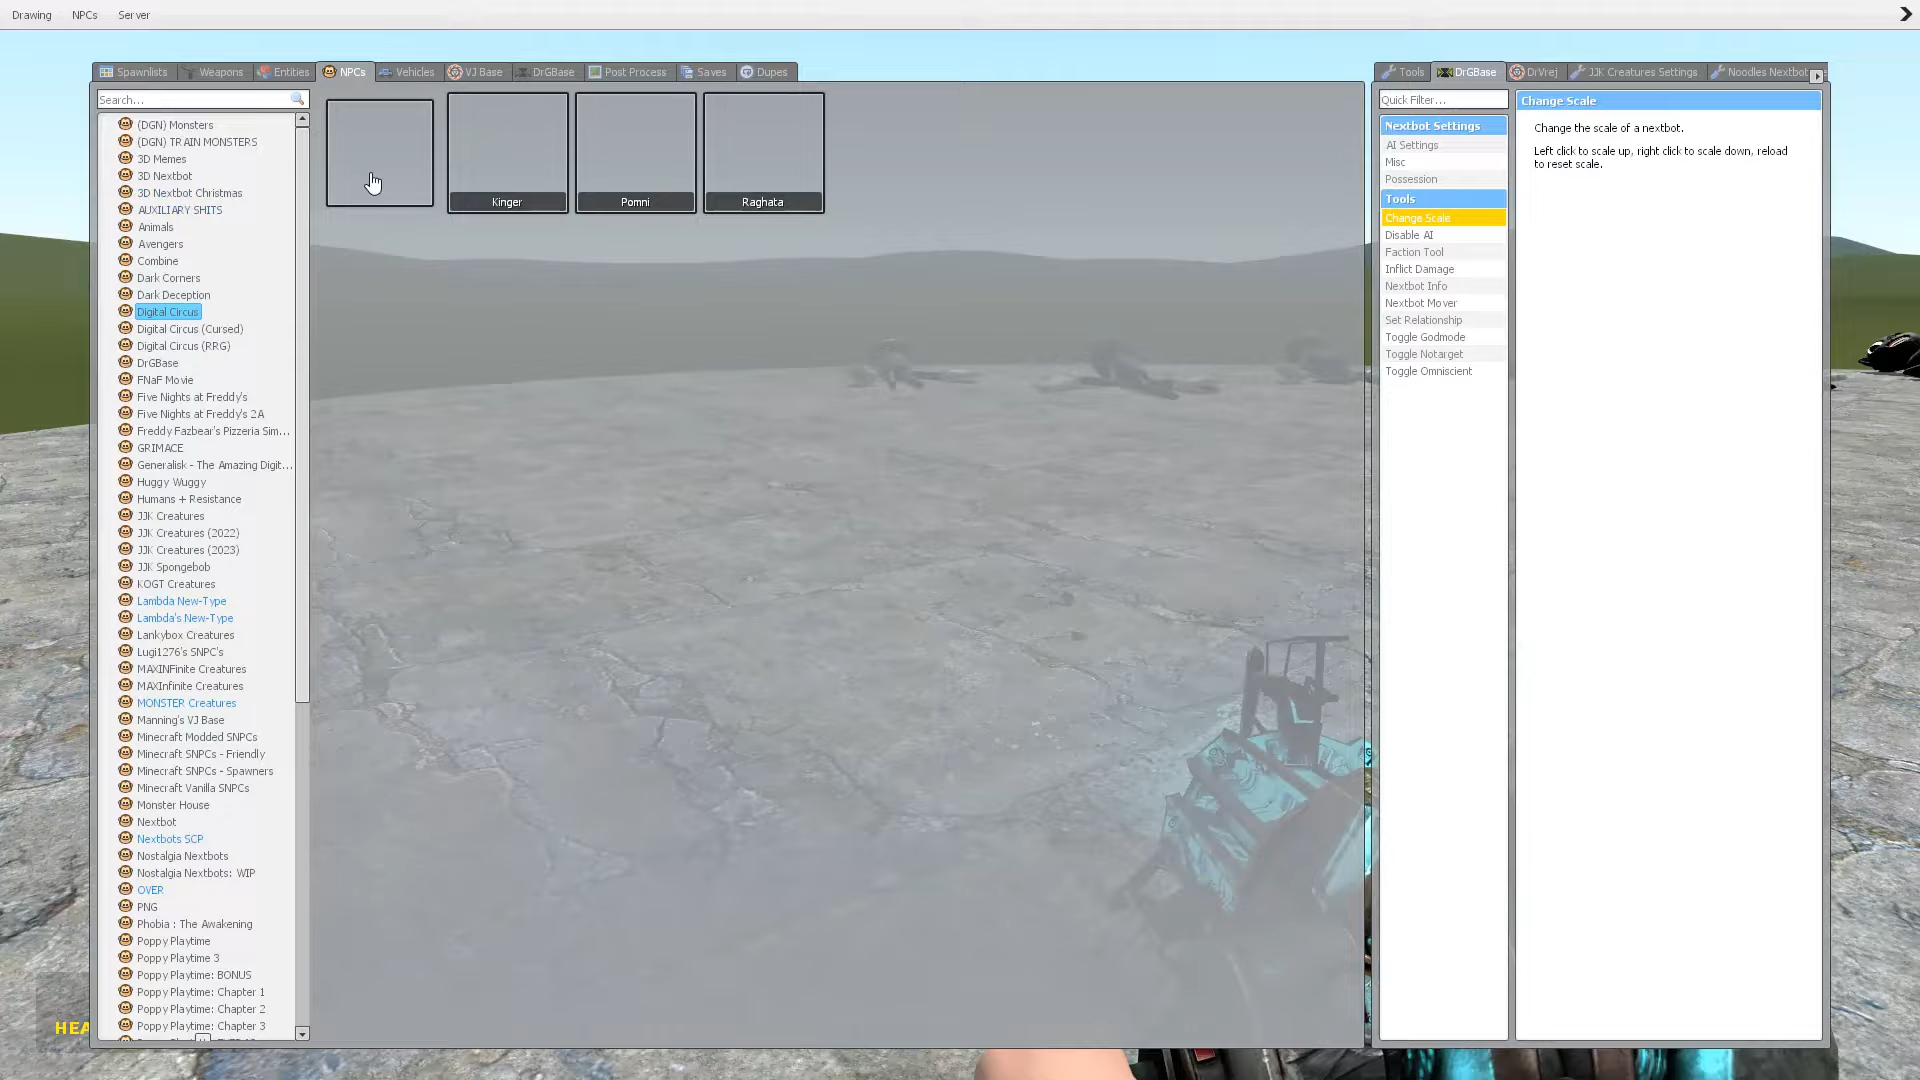 Drawing NPCs Server
Spawnlists Weapons Entities NPCs Vehicles VJ Base DrGBase Post Process Saves Dupes
Search...
(DGN) Monsters
(DGN) TRAIN MONSTERS
3D Memes
3D Nextbot
3D Nextbot Christmas
AUXILIARY SHITS
Animals
Avengers
Combine
Dark Corners
Dark Deception
Digital Circus
Digital Circus (Cursed)
Digital Circus (RRG)
DrGBase
FNaF Movie
Five Nights at Freddy's
Five Nights at Freddy's 2A
Freddy Fazbear's Pizzeria Sim...
GRIMACE
Generalisk - The Amazing Digit...
Huggy Wuggy
Humans + Resistance
JJK Creatures
JJK Creatures (2022)
JJK Creatures (2023)
JJK Spongebob
KOGT Creatures
Lambda New-Type
Lambda's New-Type
Lankybox Creatures
Lugi1276's SNPC's
MAXINFinite Creatures
MAXInfinite Creatures
MONSTER Creatures
Manning's VJ Base
Minecraft Modded SNPCs
Minecraft SNPCs - Friendly
Minecraft SNPCs - Spawners
Minecraft Vanilla SNPCs
Monster House
Nextbot
Nextbots SCP
Nostalgia Nextbots
Nostalgia Nextbots: WIP
OVER
PNG
Phobia : The Awakening
Poppy Playtime
Poppy Playtime 3
Poppy Playtime: BONUS
Poppy Playtime: Chapter 1
Poppy Playtime: Chapter 2
Poppy Playtime: Chapter 3
Kinger Pomni Raghata
HEA
Tools DrGBase DrVrej JJK Creatures Settings Noodles Nextbot
Quick Filter...
Nextbot Settings
AI Settings
Misc
Possession
Tools
Change Scale
Disable AI
Faction Tool
Inflict Damage
Nextbot Info
Nextbot Mover
Set Relationship
Toggle Godmode
Toggle Notarget
Toggle Omniscient
Change Scale
Change the scale of a nextbot.
Left click to scale up, right click to scale down, reload
to reset scale.